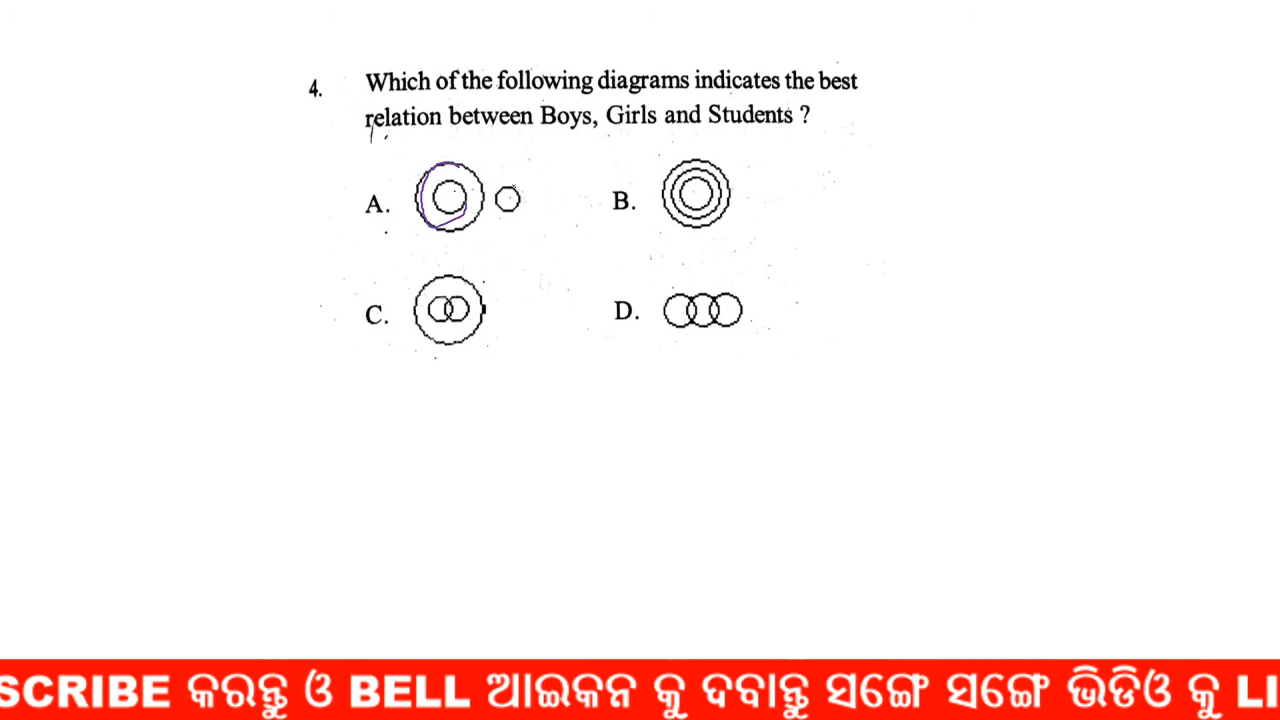 4. Which of the following diagrams indicates the best
relation between Boys, Girls and Students ?
A. B.
C. D.
SCRIBE କରନ୍ତୁ ଓ BELL ଆଇକନ କୁ ଦବାନ୍ତୁ ସଙ୍ଗେ ସଙ୍ଗେ ଭିଡିଓ କୁ LI